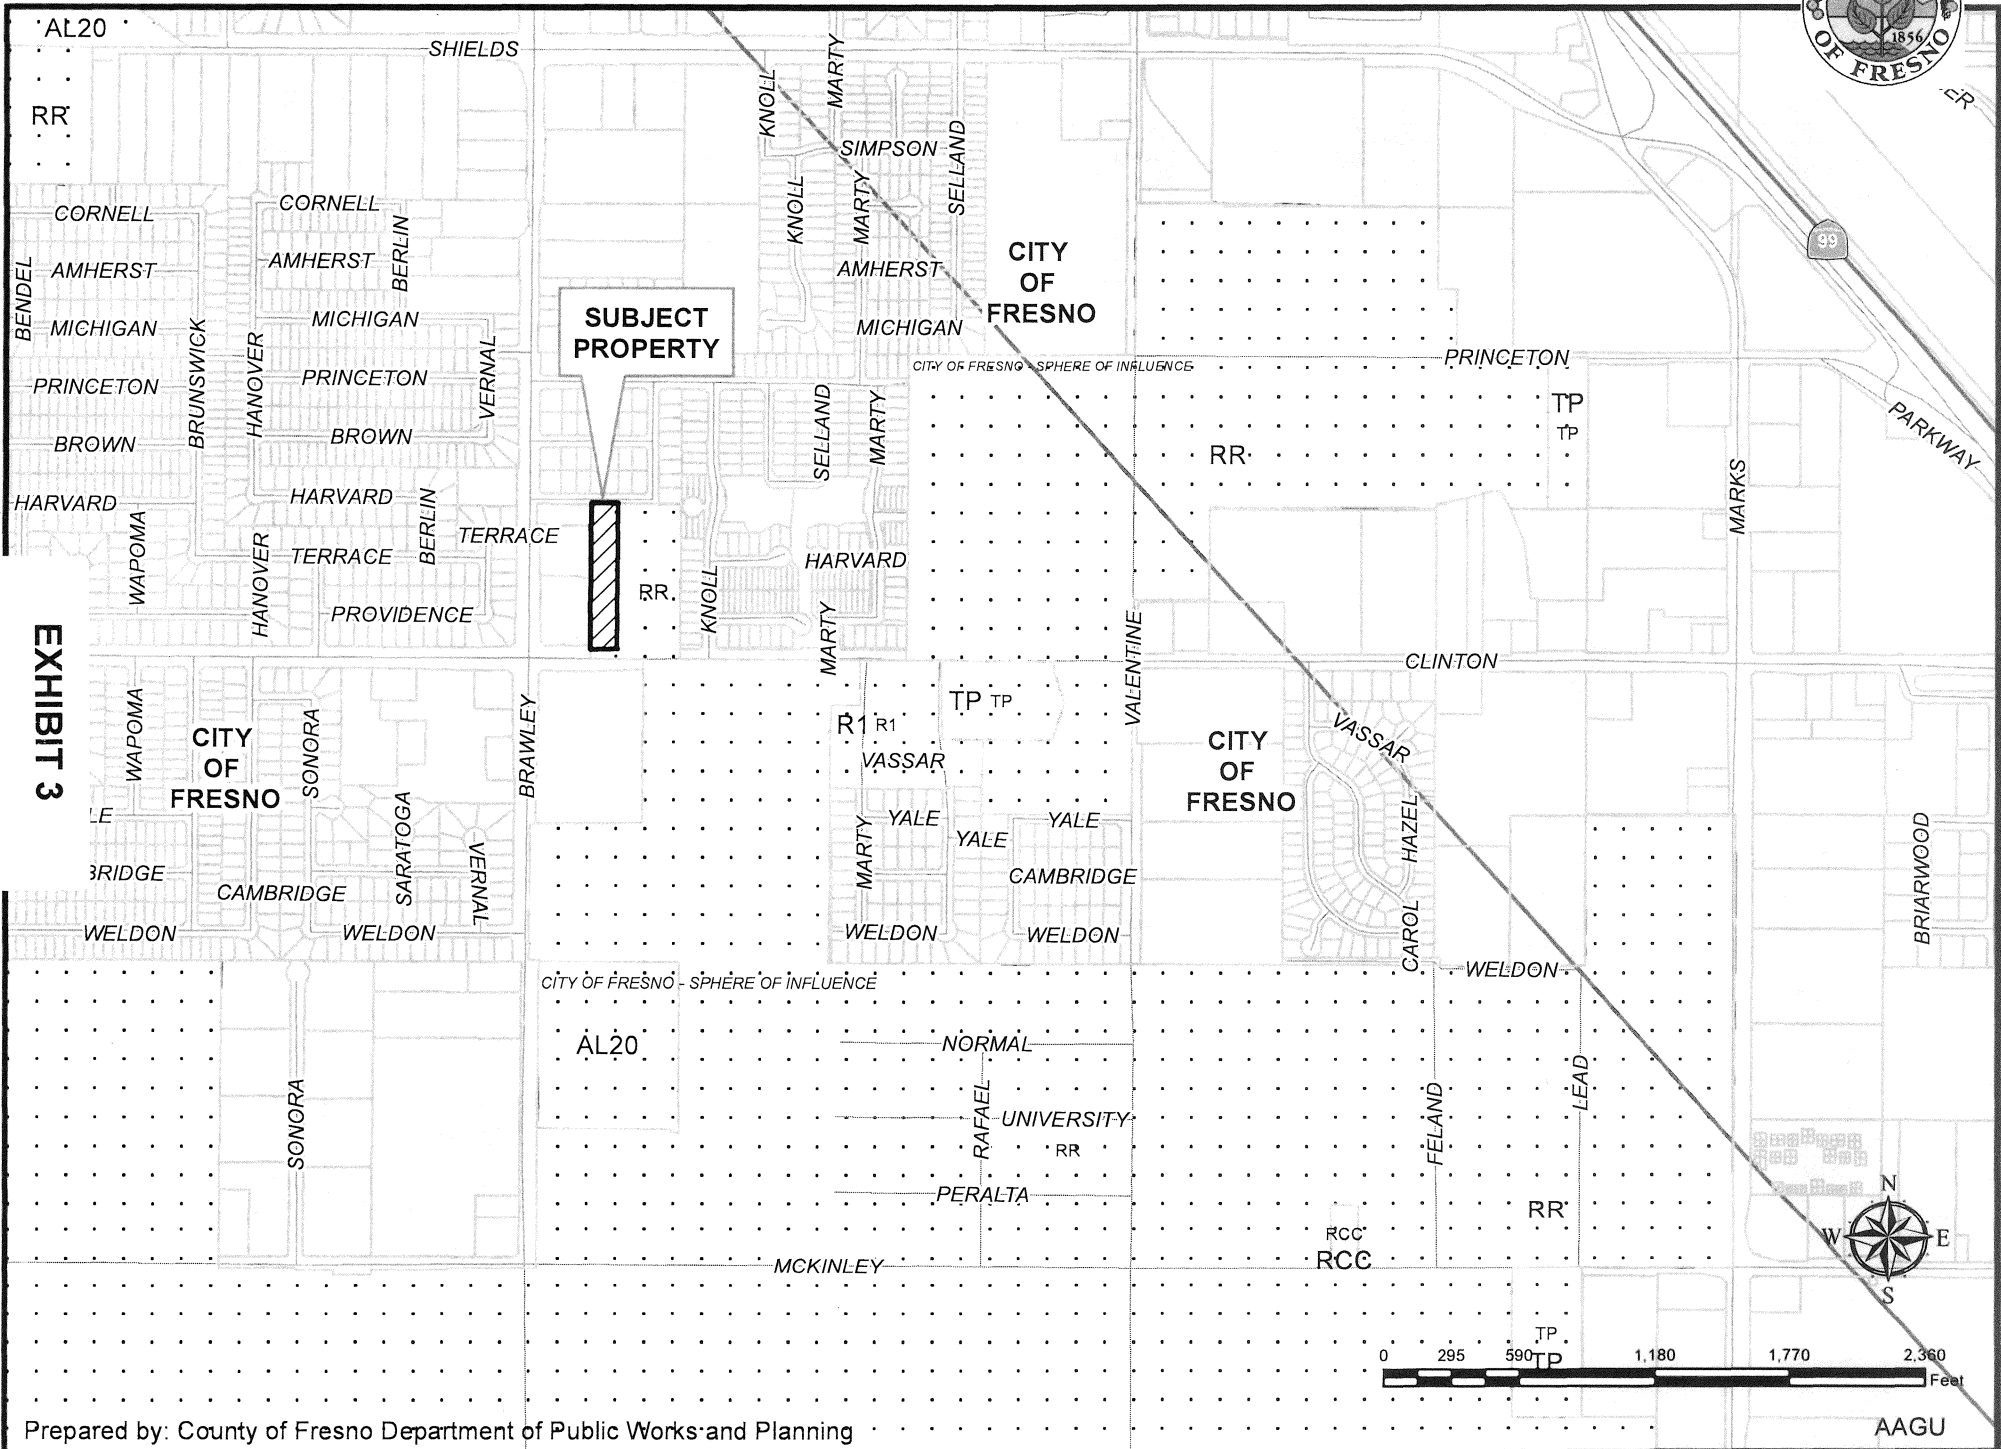 AL20
SHIELDS
KNOLL
MARTY
1856
OF FRESNO
RR
SIMPSON
SELLAND
CORNELL
CORNELL
BERLIN
KNOLL
MARTY
99
BENDEL
AMHERST
AMHERST
AMHERST
CITY
OF
FRESNO
MICHIGAN
BRUNSWICK
HANOVER
MICHIGAN
VERNAL
SUBJECT
PROPERTY
MICHIGAN
CITY OF FRESNO - SPHERE OF INFLUENCE
PRINCETON
PRINCETON
PRINCETON
SELLAND
MARTY
TP
TP
PARKWAY
BROWN
BROWN
RR
MARKS
HARVARD
HARVARD
BERLIN
WAPOMA
HANOVER
TERRACE
TERRACE
HARVARD
RR
KNOLL
PROVIDENCE
MARTY
VALENTINE
EXHIBIT 3
CLINTON
WAPOMA
CITY
OF
FRESNO
SONORA
BRAWLEY
R1 R1
TP TP
VASSAR
CITY
OF
FRESNO
VASSAR
LE
SARATOGA
VERNAL
MARTY
YALE
YALE
YALE
HAZEL
CAROL
BRIARWOOD
BRIDGE
CAMBRIDGE
CAMBRIDGE
WELDON
WELDON
WELDON
WELDON
WELDON
CITY OF FRESNO - SPHERE OF INFLUENCE
AL20
NORMAL
SONORA
RAFAEL
UNIVERSITY
RR
FELAND
LEAD
PERALTA
RCC
RCC
RR
N
W
E
S
MCKINLEY
TP
TP
0 295 590 1,180 1,770 2,360
Feet
Prepared by: County of Fresno Department of Public Works and Planning
AAGU